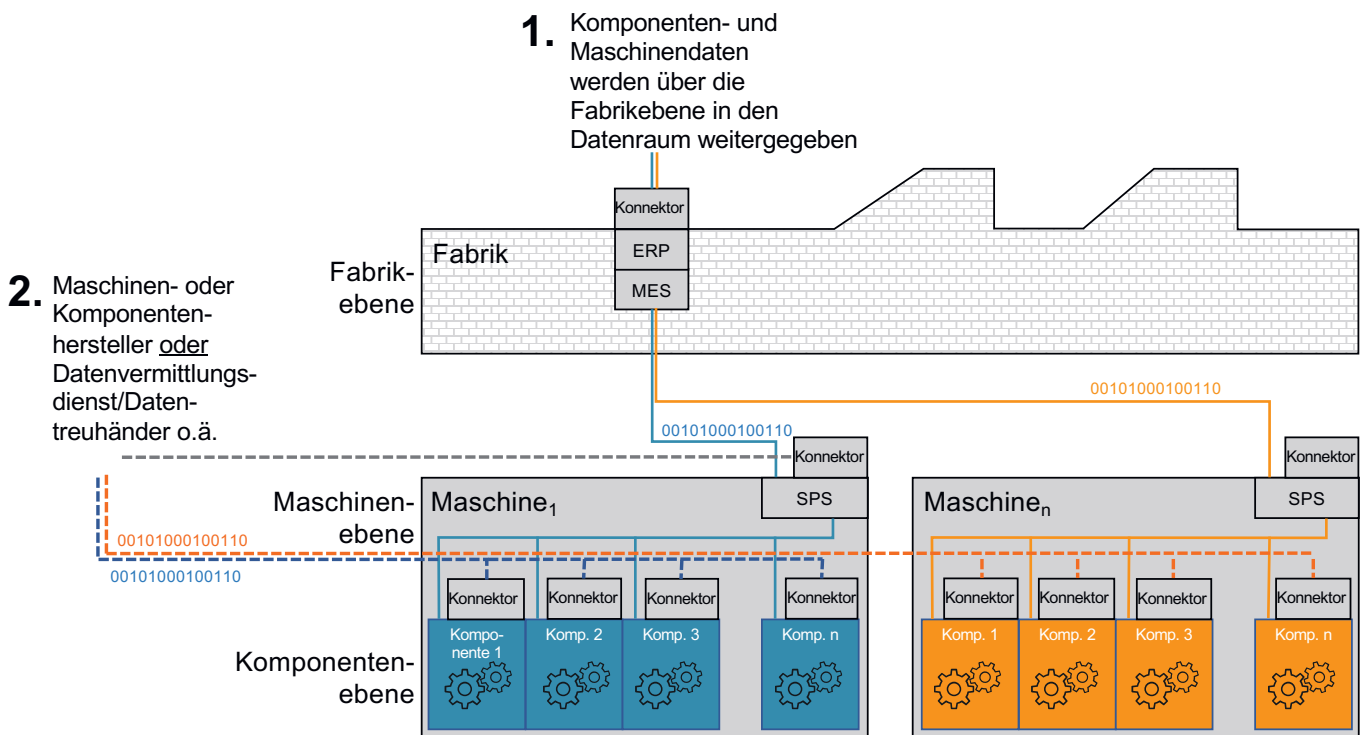 1. Komponenten- und
Maschinendaten
werden über die
Fabrikebene in den
Datenraum weitergegeben
Konnektor
ERP
MES
Fabrik
Fabrik-
ebene
2. Maschinen- oder
Komponenten-
hersteller oder
Datenvermittlungs-
dienst/Daten-
treuhänder o.ä.
00101000100110
00101000100110
Konnektor
Konnektor
Maschinen-
ebene
Maschine₁
SPS
Maschineₙ
SPS
00101000100110
00101000100110
Konnektor
Konnektor
Konnektor
Konnektor
Konnektor
Konnektor
Konnektor
Konnektor
Komponenten-
ebene
Kompo-
nente 1
Komp. 2
Komp. 3
Komp. n
Komp. 1
Komp. 2
Komp. 3
Komp. n